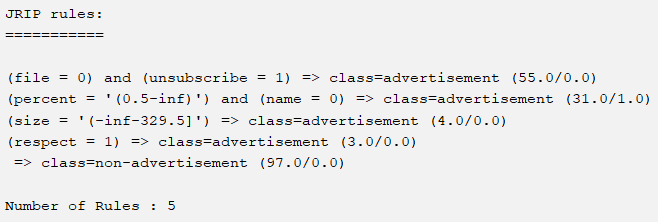 JRIP rules:
===========
(file = 0) and (unsubscribe = 1) => class=advertisement (55.0/0.0)
(percent = '(0.5-inf)') and (name = 0) => class=advertisement (31.0/1.0)
(size = '(-inf-329.5]') => class=advertisement (4.0/0.0)
(respect = 1) => class=advertisement (3.0/0.0)
=> class=non-advertisement (97.0/0.0)
Number of Rules : 5